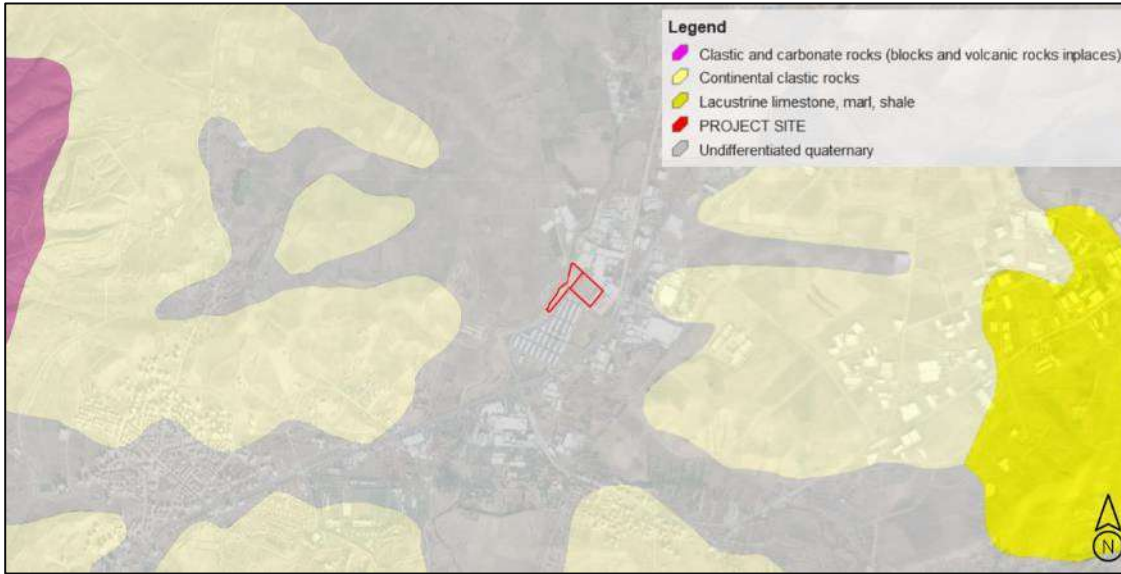 Legend
Clastic and carbonate rocks (blocks and volcanic rocks inplaces)
Continental clastic rocks
Lacustrine limestone, marl, shale
PROJECT SITE
Undifferentiated quaternary
N